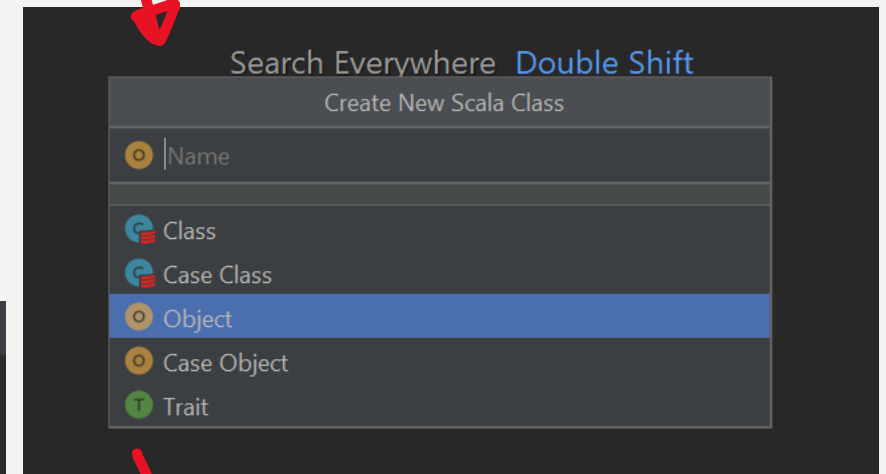 Search Everywhere Double Shift
Create New Scala Class
O Name
C Class
C Case Class
O Object
O Case Object
T Trait